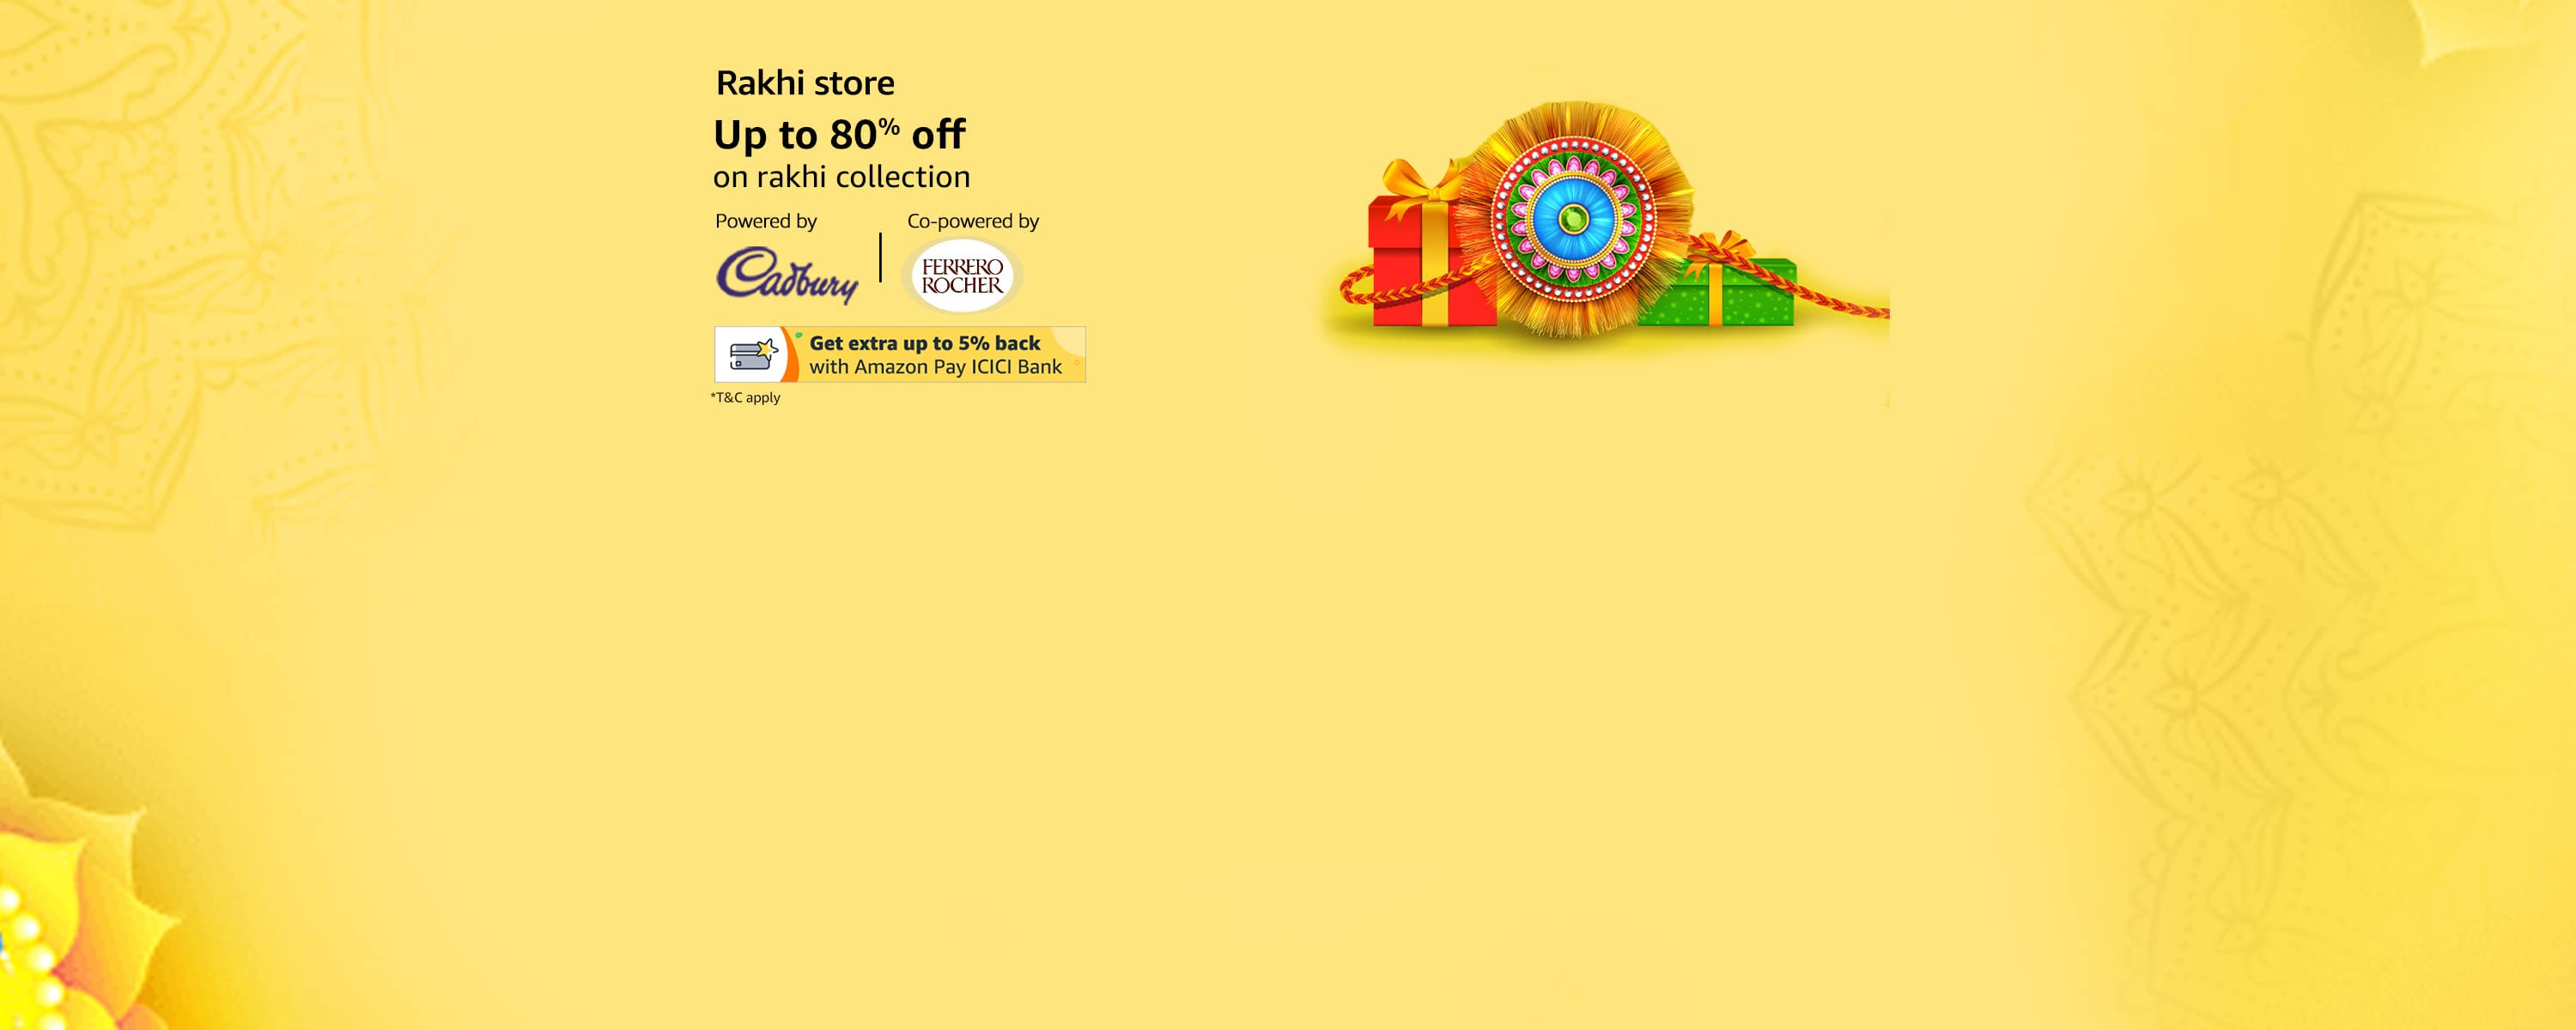 Rakhi store
Up to 80% off
on rakhi collection
Powered by
Co-powered by
Cadbury
FERRERO
ROCHER
Get extra up to 5% back
with Amazon Pay ICICI Bank
*T&C apply